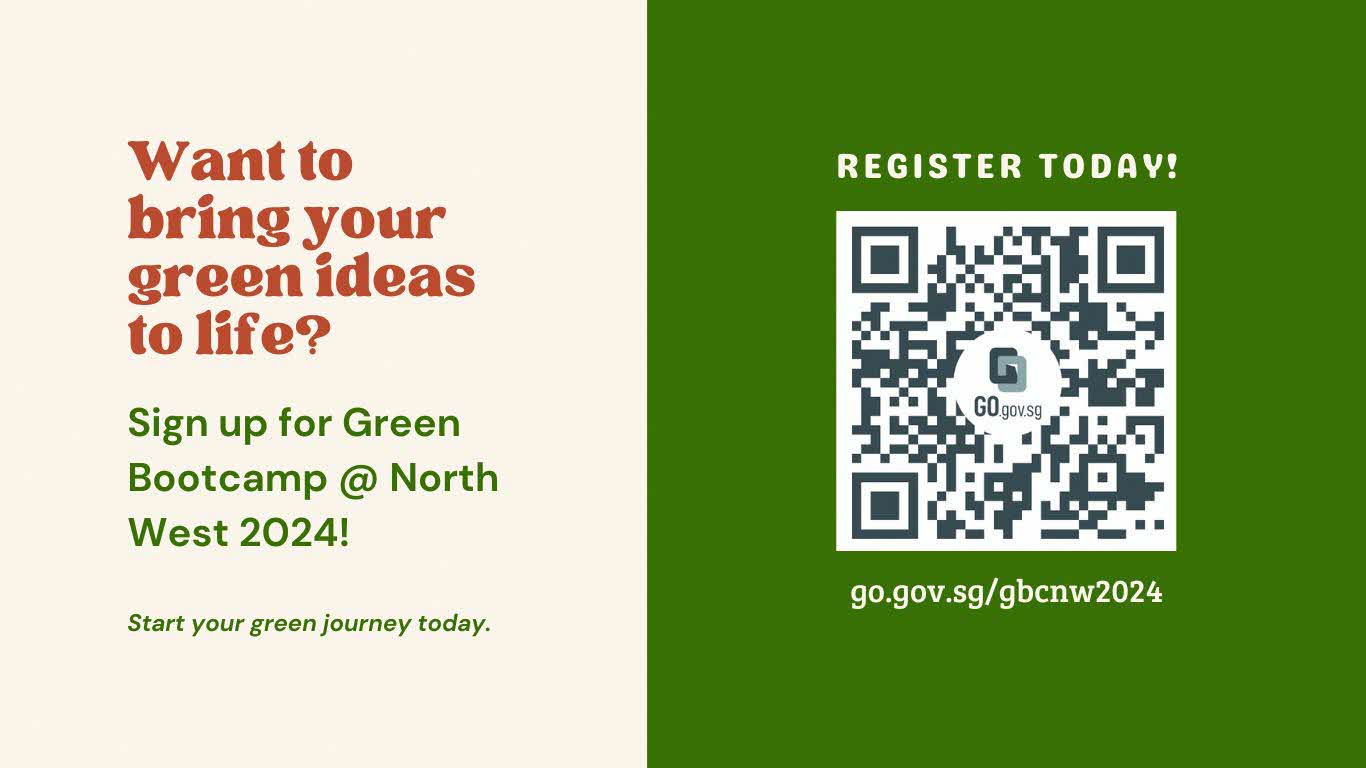 Want to
bring your
green ideas
to life?
Sign up for Green
Bootcamp @ North
West 2024!
Start your green journey today.
REGISTER TODAY!
GO.gov.sg
go.gov.sg/gbcnw2024